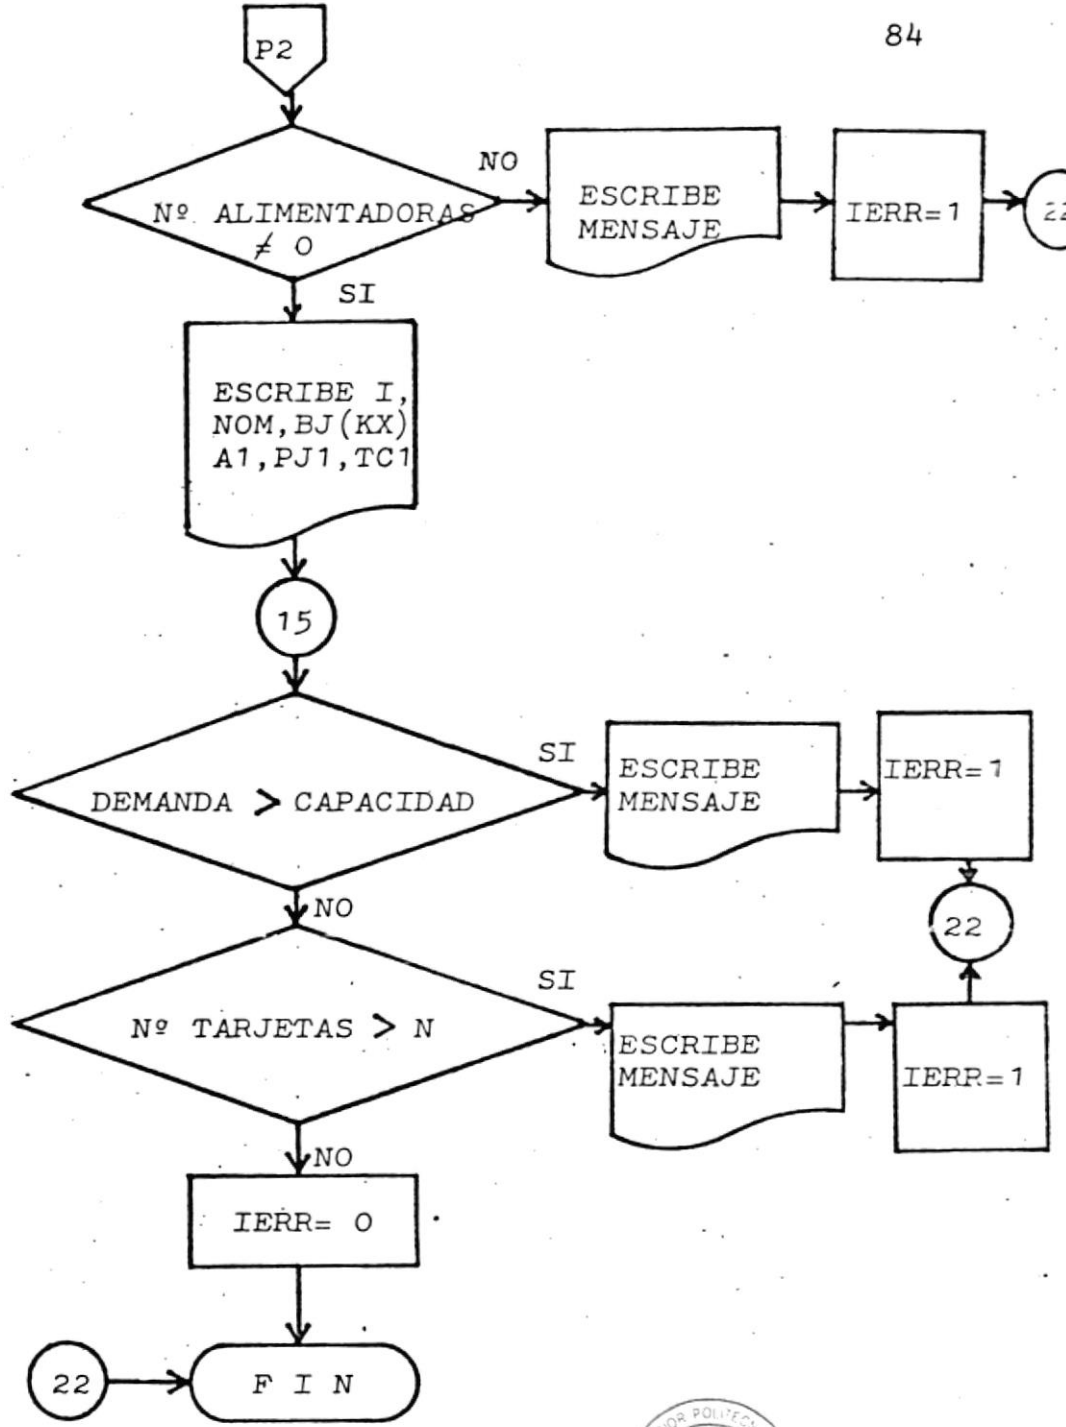 84
P2
NO
Nº ALIMENTADORAS
≠ 0
ESCRIBE
MENSAJE
IERR=1
22
SI
ESCRIBE I,
NOM,BJ(KX)
A1,PJ1,TC1
15
SI
DEMANDA > CAPACIDAD
ESCRIBE
MENSAJE
IERR=1
NO
22
SI
Nº TARJETAS > N
ESCRIBE
MENSAJE
IERR=1
NO
IERR= 0
22
F I N